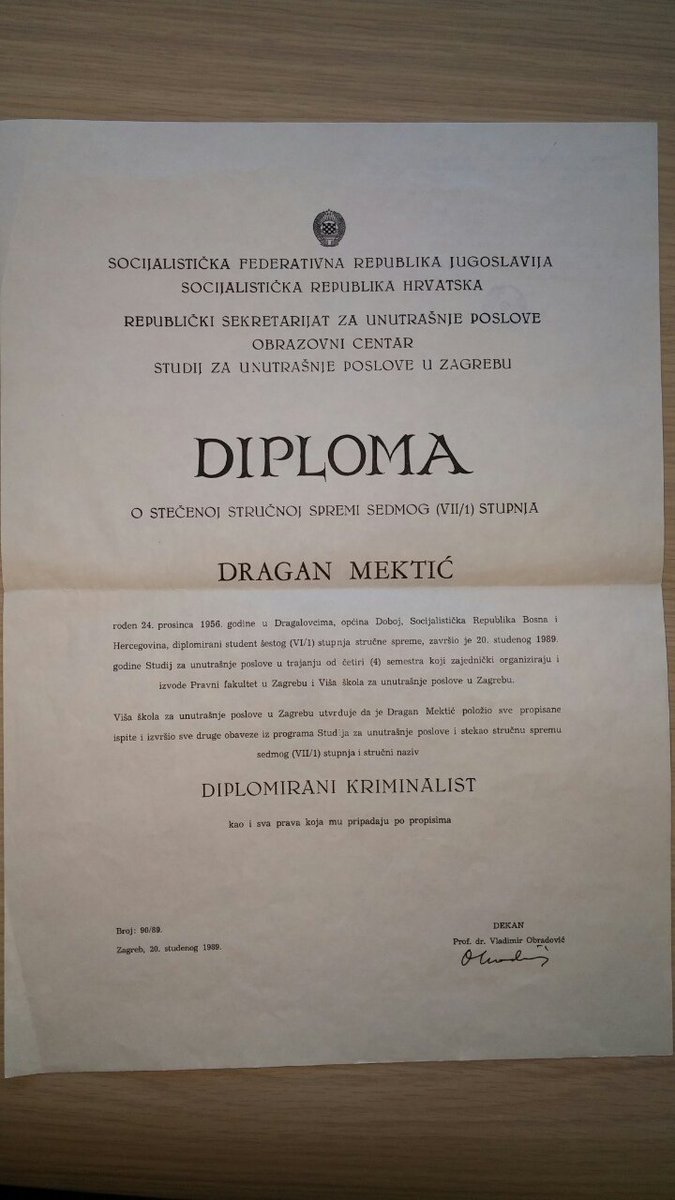 SOCIJALISTIČKA FEDERATIVNA REPUBLIKA JUGOSLAVIJA
SOCIJALISTIČKA REPUBLIKA HRVATSKA
REPUBLIČKI SEKRETARIJAT ZA UNUTRAŠNJE POSLOVE
OBRAZOVNI CENTAR
STUDIJ ZA UNUTRAŠNJE POSLOVE U ZAGREBU
DIPLOMA
O STEČENOJ STRUČNOJ SPREMI SEDMOG (VII/1) STUPNJA
DRAGAN MEKTIĆ
rođen 24. prosinca 1956. godine u Dragalovcima, općina Doboj, Socijalistička Republika Bosna i
Hercegovina, diplomirani student šestog (VI/1) stupnja stručne spreme, završio je 20. studenog 1989.
godine Studij za unutrašnje poslove u trajanju od četiri (4) semestra koji zajednički organiziraju i
izvode Pravni fakultet u Zagrebu i Viša škola za unutrašnje poslove u Zagrebu.
Viša škola za unutrašnje poslove u Zagrebu utvrđuje da je Dragan Mektić položio sve propisane
ispite i izvršio sve druge obaveze iz programa Studija za unutrašnje poslove i stekao stručnu spremu
sedmog (VII/1) stupnja i stručni naziv
DIPLOMIRANI KRIMINALIST
kao i sva prava koja mu pripadaju po propisima
Broj: 90/89.
Zagreb, 20. studenog 1989.
DEKAN
Prof. dr. Vladimir Obradović